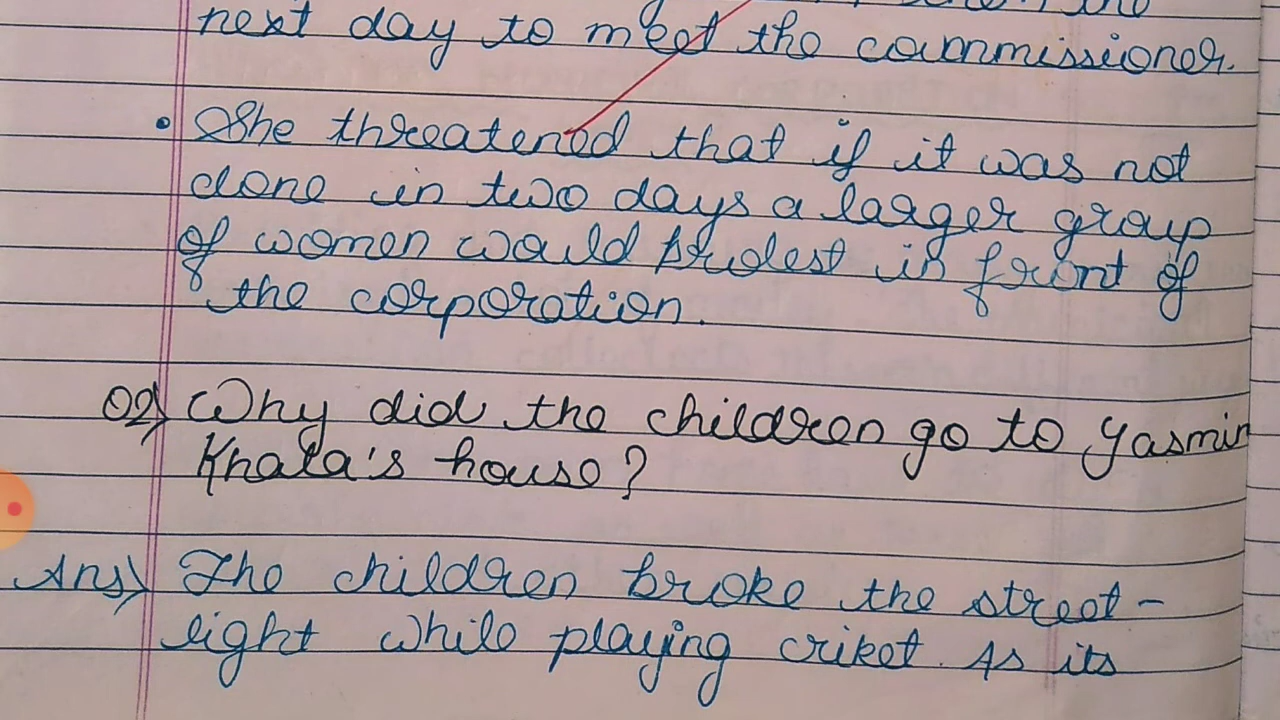 next day to meet the commissioner.
• She threatened that if it was not
done in two days a larger group
of women would protest in front of
the corporation.
Q2) Why did the children go to Yasmin
Khala's house?
Ans) The children broke the street-
light while playing criket. As its